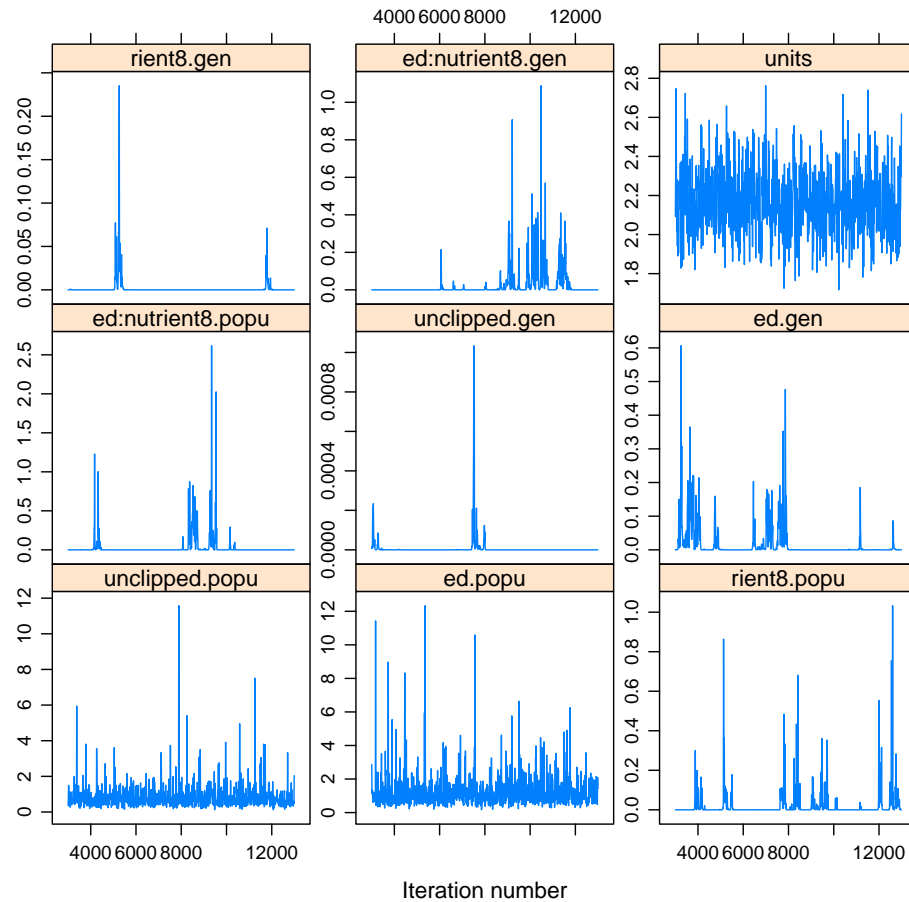 4000 6000 8000 12000
rient8.gen
ed:nutrient8.gen
units
0.00 0.05 0.10 0.15 0.20
0.0 0.2 0.4 0.6 0.8 1.0
1.8 2.0 2.2 2.4 2.6 2.8
ed:nutrient8.popu
unclipped.gen
ed.gen
0.0 0.5 1.0 1.5 2.0 2.5
0.0000 0.0004 0.0008
0.0 0.1 0.2 0.3 0.4 0.5 0.6
unclipped.popu
ed.popu
rient8.popu
0 2 4 6 8 10 12
0 2 4 6 8 10 12
0.0 0.2 0.4 0.6 0.8 1.0
4000 6000 8000 12000
4000 6000 8000 12000
Iteration number